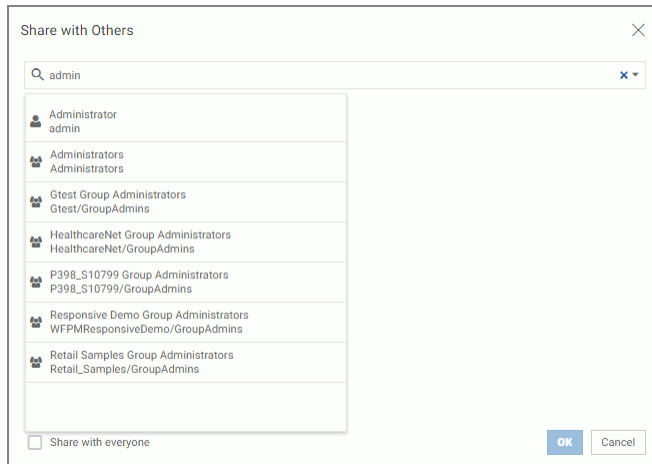 Share with Others
admin
Administrator
admin
Administrators
Administrators
Gtest Group Administrators
Gtest/GroupAdmins
HealthcareNet Group Administrators
HealthcareNet/GroupAdmins
P398_S10799 Group Administrators
P398_S10799/GroupAdmins
Responsive Demo Group Administrators
WFPMResponsiveDemo/GroupAdmins
Retail Samples Group Administrators
Retail_Samples/GroupAdmins
Share with everyone
OK
Cancel